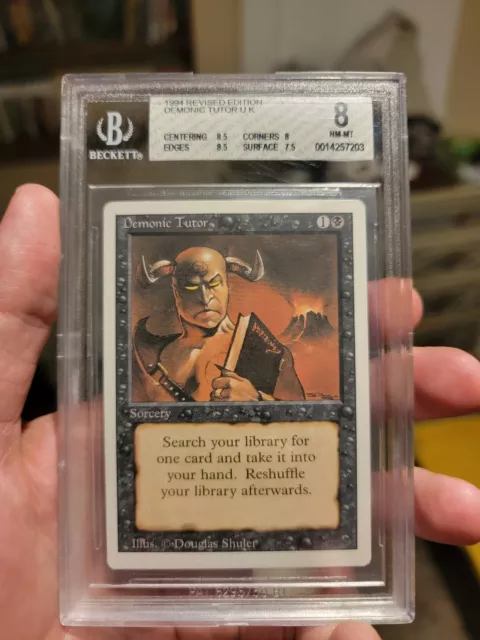 1994 REVISED EDITION
DEMONIC TUTOR U K
CENTERING 8.5 CORNERS 8
EDGES 8.5 SURFACE 7.5
8
NM-MT
0014257203
B
BECKETT®
Demonic Tutor 1
Sorcery
Search your library for
one card and take it into
your hand. Reshuffle
your library afterwards.
Illus. © Douglas Shuler